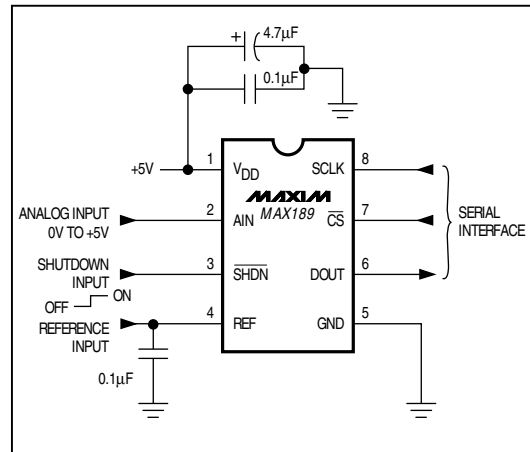 4.7µF
0.1µF
+5V
1
VDD
SCLK
8
MAXIM
MAX189
ANALOG INPUT
0V TO +5V
2
AIN
CS
7
SERIAL
INTERFACE
SHUTDOWN
INPUT
3
SHDN
DOUT
6
OFF
ON
REFERENCE
INPUT
4
REF
GND
5
0.1µF
+